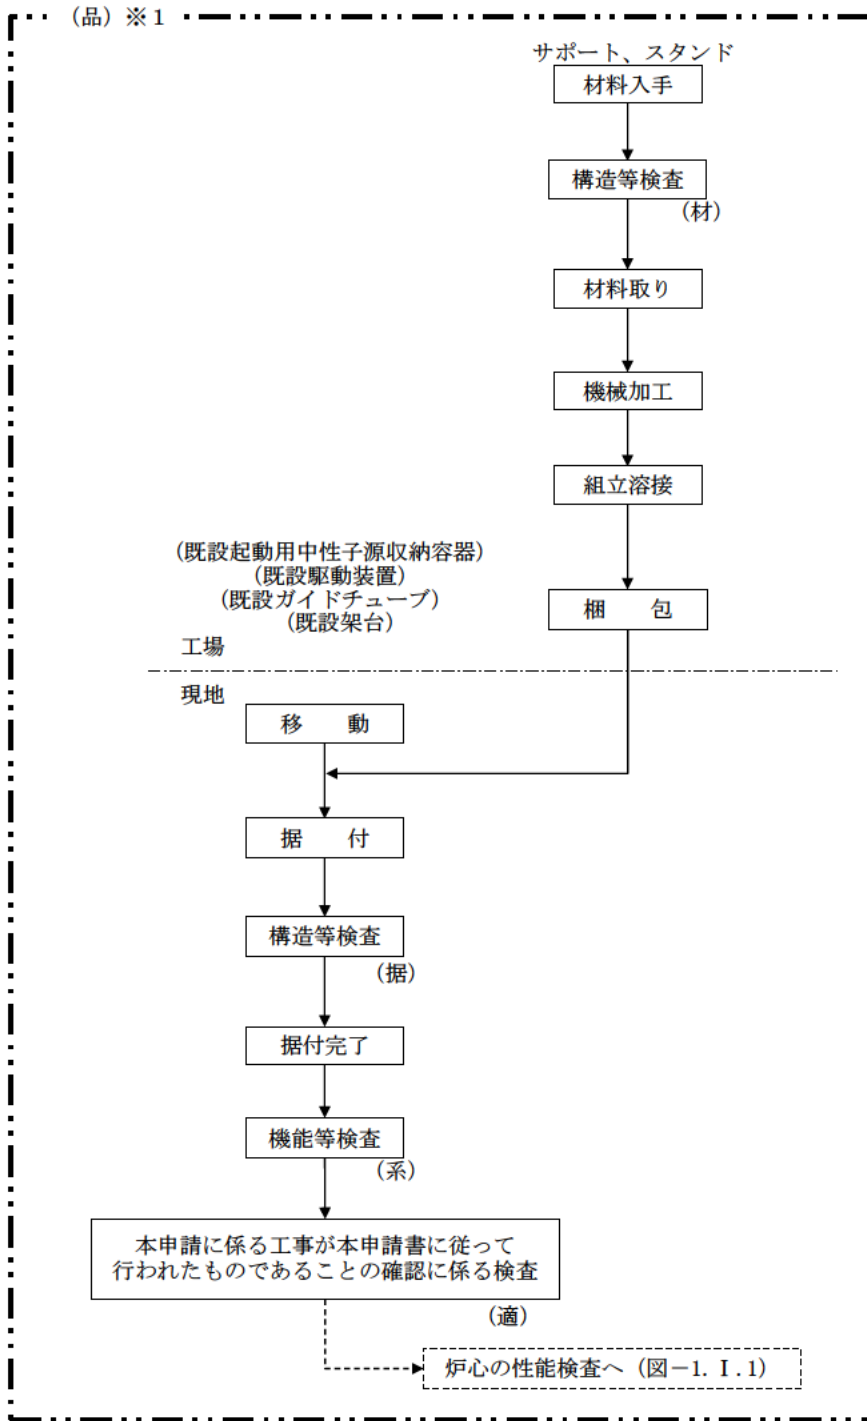 (品)※1
サポート、スタンド
材料入手
構造等検査
(材)
材料取り
機械加工
組立溶接
(既設起動用中性子源収納容器)
(既設駆動装置)
(既設ガイドチューブ)
(既設架台)
梱　包
工場
現地
移　動
据　付
構造等検査
(据)
据付完了
機能等検査
(系)
本申請に係る工事が本申請書に従って
行われたものであることの確認に係る検査
(適)
炉心の性能検査へ(図－1.Ⅰ.1)